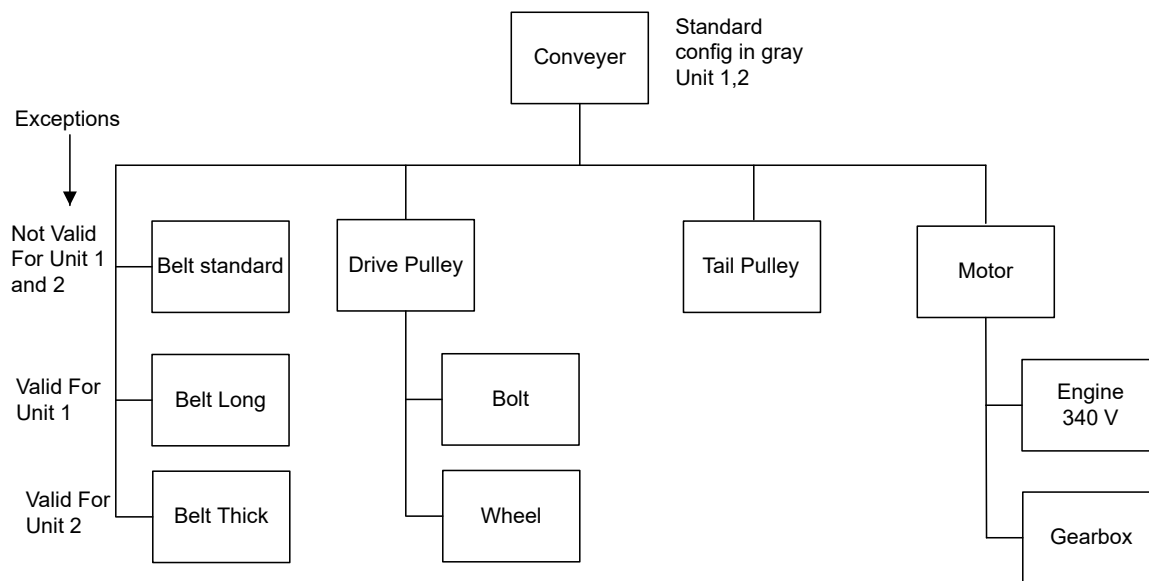 Conveyer
Standard
config in gray
Unit 1,2
Exceptions
Not Valid
For Unit 1
and 2
Belt standard
Drive Pulley
Tail Pulley
Motor
Valid For
Unit 1
Belt Long
Bolt
Engine
340 V
Valid For
Unit 2
Belt Thick
Wheel
Gearbox